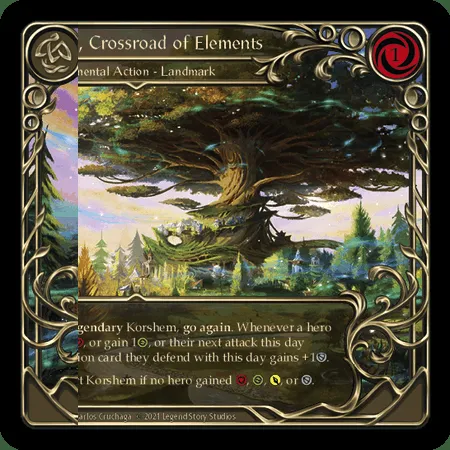 , Crossroad of Elements
1
mental Action - Landmark
gendary Korshem, go again. Whenever a hero
, or gain 1 , or their next attack this day
ion card they defend with this day gains +1 .
t Korshem if no hero gained , , , or .
arlos Cruchaga · 2021 Legend Story Studios